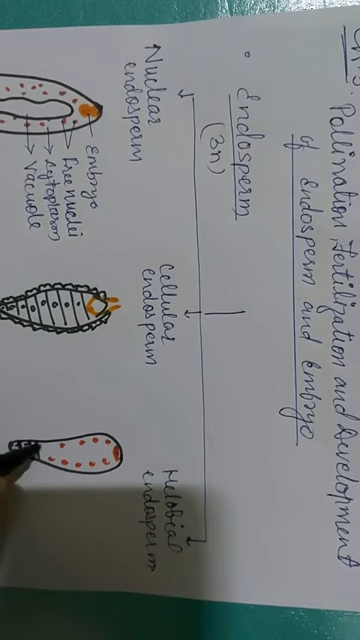 Pollination Fertilization and Development
of Endosperm and Embryo
• Endosperm
(3n)
Nuclear
endosperm
Cellular
endosperm
Helobial
endosperm
Embryo
Free nuclei
Cytoplasm
Vacuole